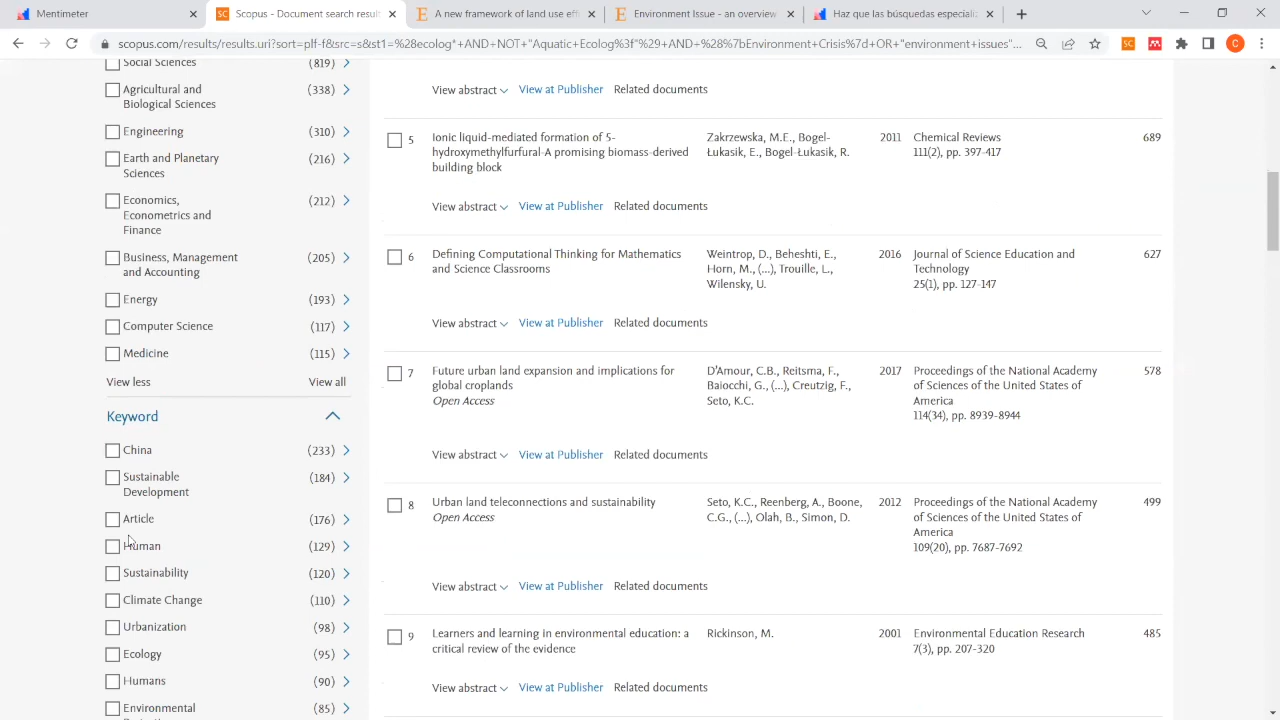 Mentimeter
SC Scopus - Document search result
A new framework of land use eff
Environment Issue - an overview
Haz que las búsquedas especiali
scopus.com/results/results.uri?sort=plf-f&src=s&st1=%28ecolog*+AND+NOT+"Aquatic+Ecolog%3f"%29+AND+%28%7bEnvironment+Crisis%7d+OR+"environment+issues"...
SC
C
Social Sciences (819)
Agricultural and (338)
Biological Sciences
Engineering (310)
Earth and Planetary (216)
Sciences
Economics, (212)
Econometrics and
Finance
Business, Management (205)
and Accounting
Energy (193)
Computer Science (117)
Medicine (115)
View less View all
Keyword
China (233)
Sustainable (184)
Development
Article (176)
Human (129)
Sustainability (120)
Climate Change (110)
Urbanization (98)
Ecology (95)
Humans (90)
Environmental (85)
View abstract View at Publisher Related documents
5 Ionic liquid-mediated formation of 5- Zakrzewska, M.E., Bogel- 2011 Chemical Reviews 689
hydroxymethylfurfural-A promising biomass-derived Łukasik, E., Bogel-Łukasik, R. 111(2), pp. 397-417
building block
View abstract View at Publisher Related documents
6 Defining Computational Thinking for Mathematics Weintrop, D., Beheshti, E., 2016 Journal of Science Education and 627
and Science Classrooms Horn, M., (...), Trouille, L., Technology
Wilensky, U. 25(1), pp. 127-147
View abstract View at Publisher Related documents
7 Future urban land expansion and implications for D'Amour, C.B., Reitsma, F., 2017 Proceedings of the National Academy 578
global croplands Baiocchi, G., (...), Creutzig, F., of Sciences of the United States of
Open Access Seto, K.C. America
114(34), pp. 8939-8944
View abstract View at Publisher Related documents
8 Urban land teleconnections and sustainability Seto, K.C., Reenberg, A., Boone, 2012 Proceedings of the National Academy 499
Open Access C.G., (...), Olah, B., Simon, D. of Sciences of the United States of
America
109(20), pp. 7687-7692
View abstract View at Publisher Related documents
9 Learners and learning in environmental education: a Rickinson, M. 2001 Environmental Education Research 485
critical review of the evidence 7(3), pp. 207-320
View abstract View at Publisher Related documents